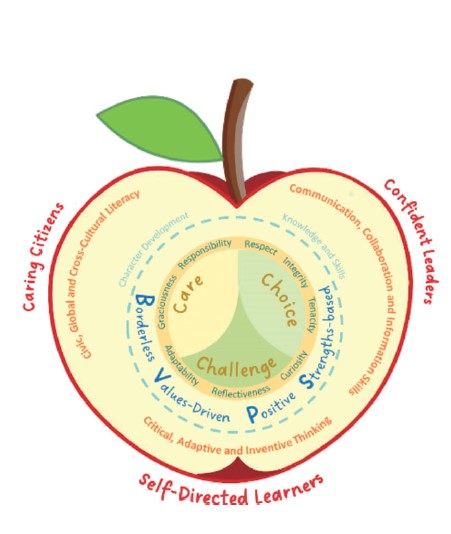 Caring Citizens
Confident Leaders
Self-Directed Learners
Civic, Global and Cross-Cultural Literacy
Communication, Collaboration and Information Skills
Critical, Adaptive and Inventive Thinking
Character Development
Knowledge and Skills
Borderless
Values-Driven
Positive
Strengths-based
Responsibility
Respect
Integrity
Tenacity
Curiosity
Reflectiveness
Adaptability
Graciousness
Care
Choice
Challenge